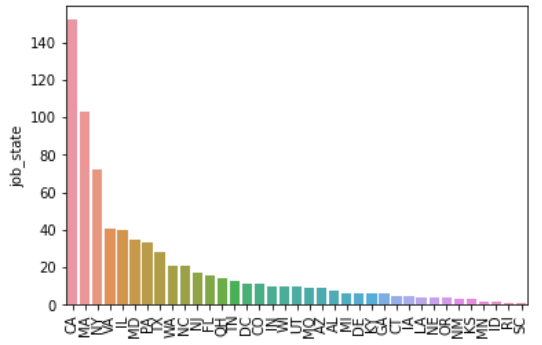 140
120
100
80
60
40
20
0
job_state
CA
MA
NY
VA
IL
MD
PA
TX
WA
NC
NJ
FL
OH
TN
DC
CO
IN
WI
UT
MO
AZ
AL
MI
DE
KY
GA
CT
IA
LA
NE
OR
NM
KS
MN
ID
RI
SC